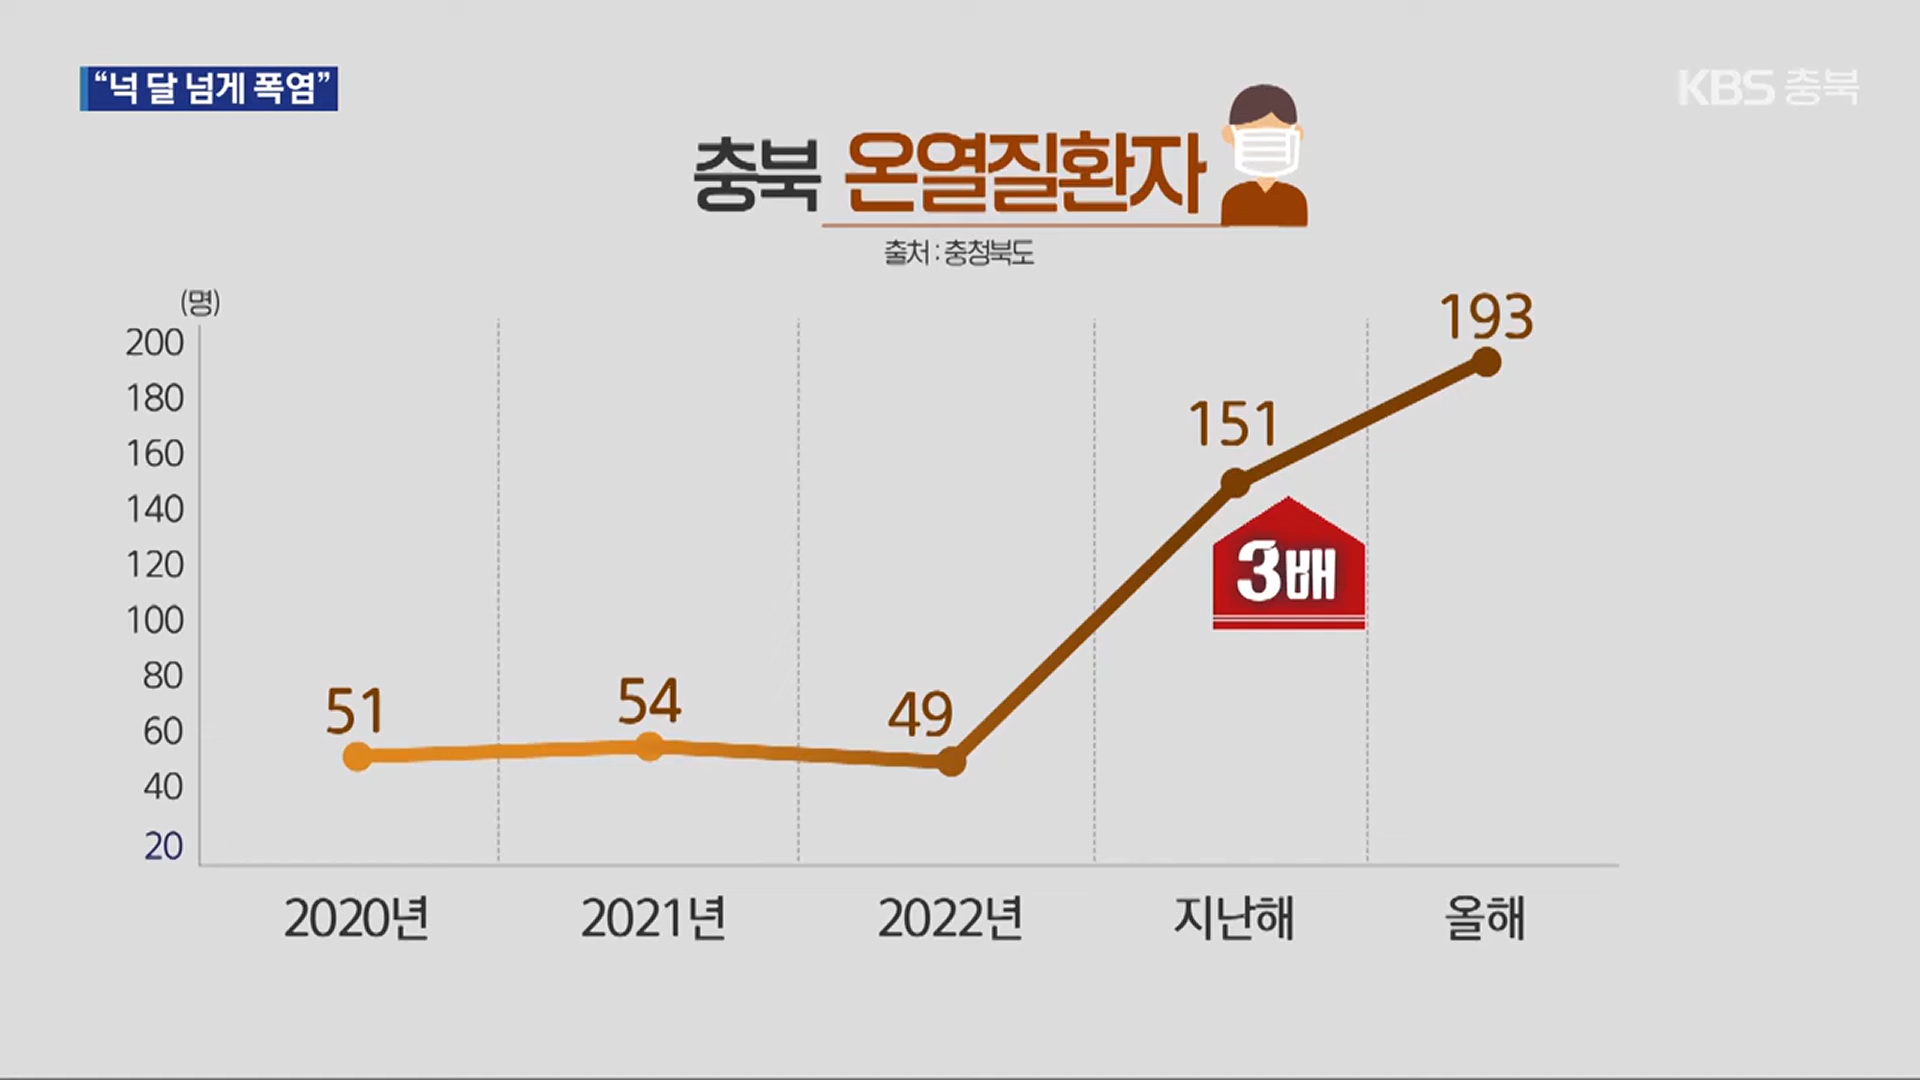 “넉 달 넘게 폭염”
KBS 충북
충북 온열질환자
출처 : 충청북도
(명)
200
180
160
140
120
100
80
60
40
20
51
54
49
151
193
3배
2020년
2021년
2022년
지난해
올해